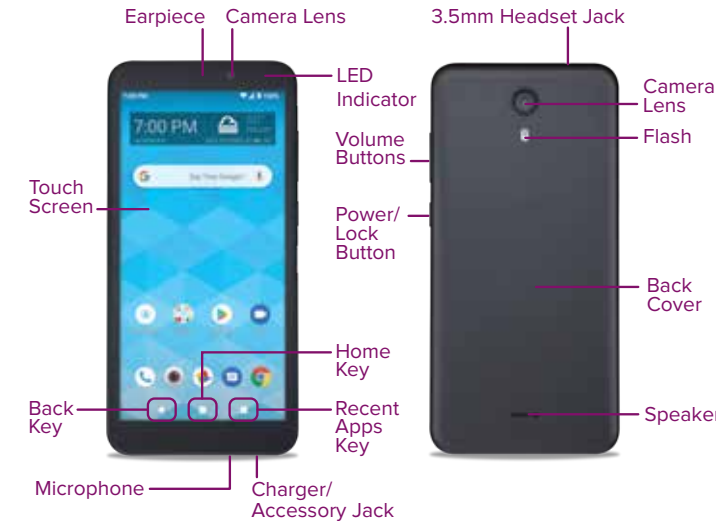 Earpiece
Camera Lens
3.5mm Headset Jack
LED
Indicator
Camera
Lens
Flash
7:00 PM
Volume
Buttons
Touch
Screen
Power/
Lock
Button
Back
Cover
Home
Key
Back
Key
Recent
Apps
Key
Speaker
Microphone
Charger/
Accessory Jack